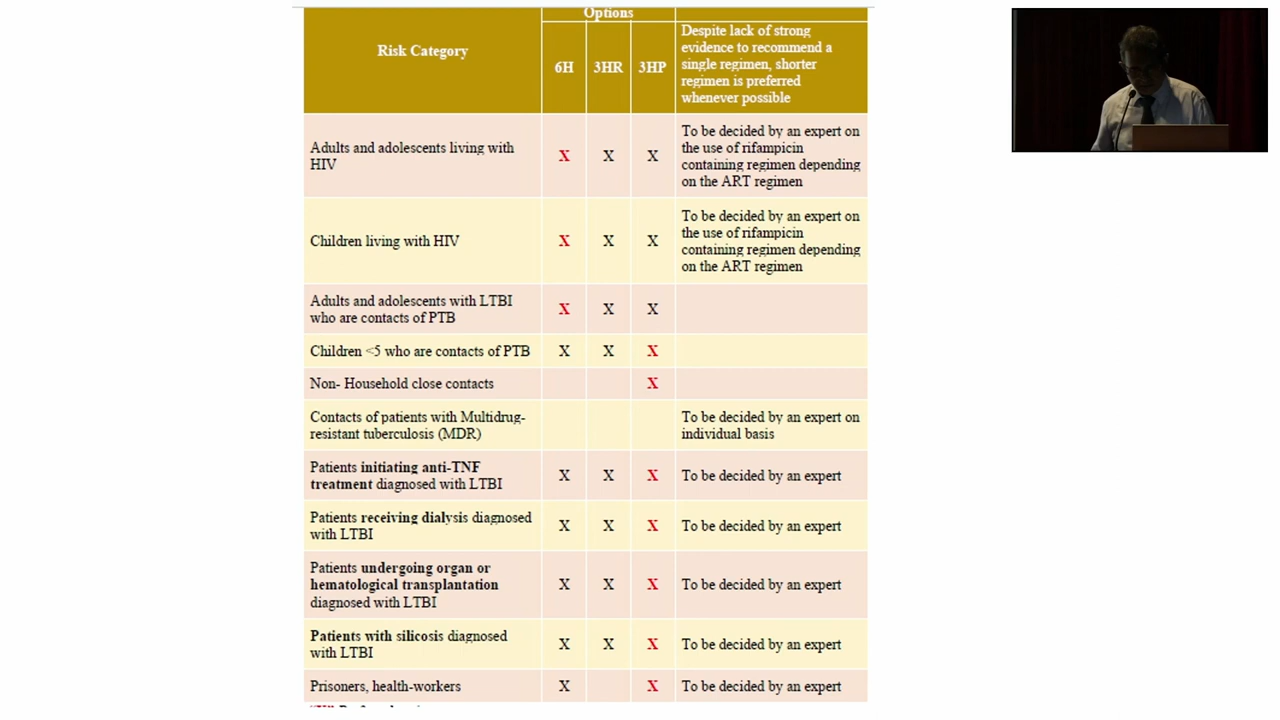 Options
Risk Category
6H
3HR
3HP
Despite lack of strong
evidence to recommend a
single regimen, shorter
regimen is preferred
whenever possible
Adults and adolescents living with
HIV
X
X
X
To be decided by an expert on
the use of rifampicin
containing regimen depending
on the ART regimen
Children living with HIV
X
X
X
To be decided by an expert on
the use of rifampicin
containing regimen depending
on the ART regimen
Adults and adolescents with LTBI
who are contacts of PTB
X
X
X
Children <5 who are contacts of PTB
X
X
X
Non- Household close contacts
X
Contacts of patients with Multidrug-
resistant tuberculosis (MDR)
To be decided by an expert on
individual basis
Patients initiating anti-TNF
treatment diagnosed with LTBI
X
X
X
To be decided by an expert
Patients receiving dialysis diagnosed
with LTBI
X
X
X
To be decided by an expert
Patients undergoing organ or
hematological transplantation
diagnosed with LTBI
X
X
X
To be decided by an expert
Patients with silicosis diagnosed
with LTBI
X
X
X
To be decided by an expert
Prisoners, health-workers
X
X
To be decided by an expert